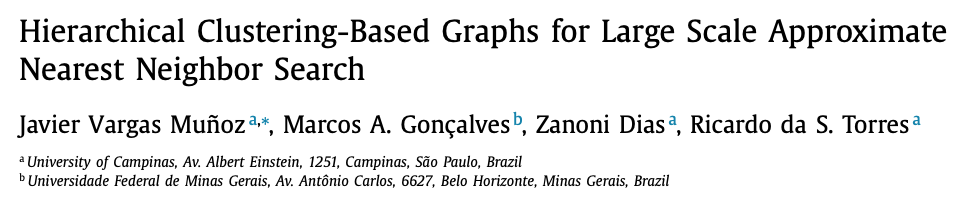 Hierarchical Clustering-Based Graphs for Large Scale Approximate
Nearest Neighbor Search
Javier Vargas Muñoz a,*, Marcos A. Gonçalves b, Zanoni Dias a, Ricardo da S. Torres a
a University of Campinas, Av. Albert Einstein, 1251, Campinas, São Paulo, Brazil
b Universidade Federal de Minas Gerais, Av. Antônio Carlos, 6627, Belo Horizonte, Minas Gerais, Brazil